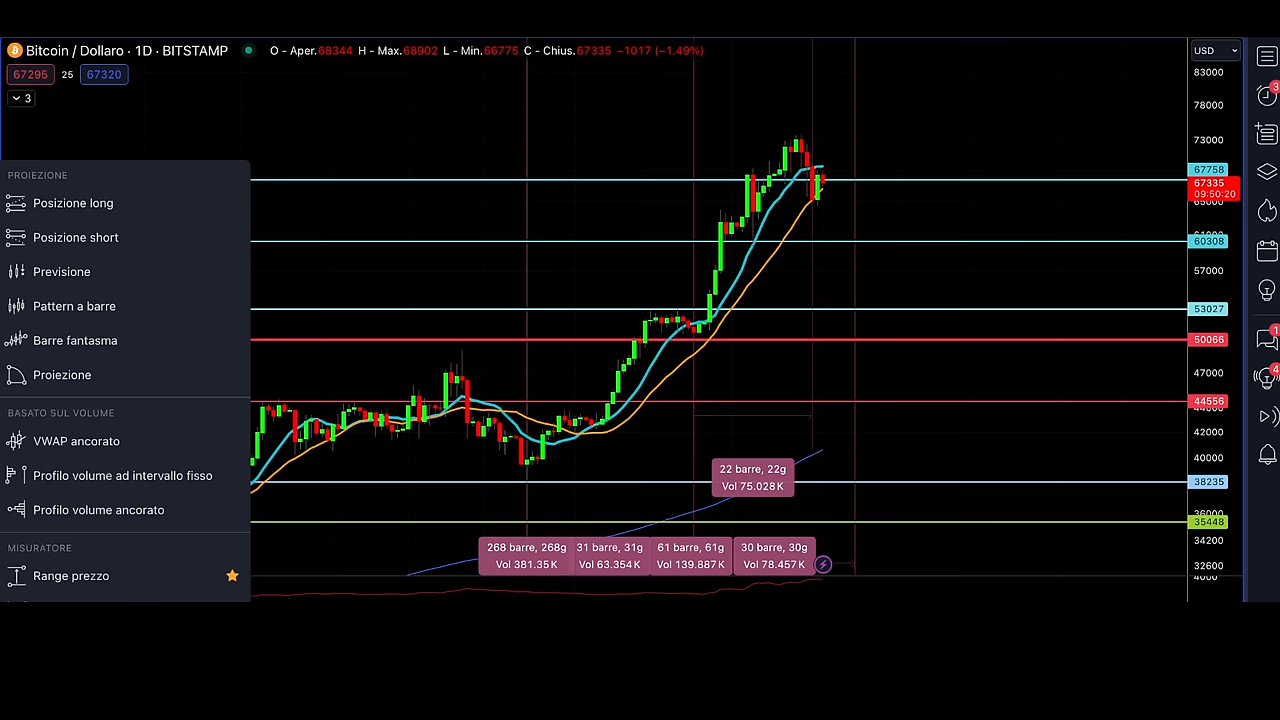 Bitcoin / Dollaro · 1D · BITSTAMP O - Aper.68344 H - Max.68902 L - Min.66775 C - Chius.67335 −1017 (−1.49%)
USD
67295 25 67320
3
83000
78000
73000
67758
67335
09:50:20
60308
57000
53027
50066
47000
44556
42000
40000
38235
36000
35448
34200
32600
PROIEZIONE
Posizione long
Posizione short
Previsione
Pattern a barre
Barre fantasma
Proiezione
BASATO SUL VOLUME
VWAP ancorato
Profilo volume ad intervallo fisso
Profilo volume ancorato
MISURATORE
Range prezzo
22 barre, 22g
Vol 75.028K
268 barre, 268g
Vol 381.35K
31 barre, 31g
Vol 63.354K
61 barre, 61g
Vol 139.887K
30 barre, 30g
Vol 78.457K
3
1
4